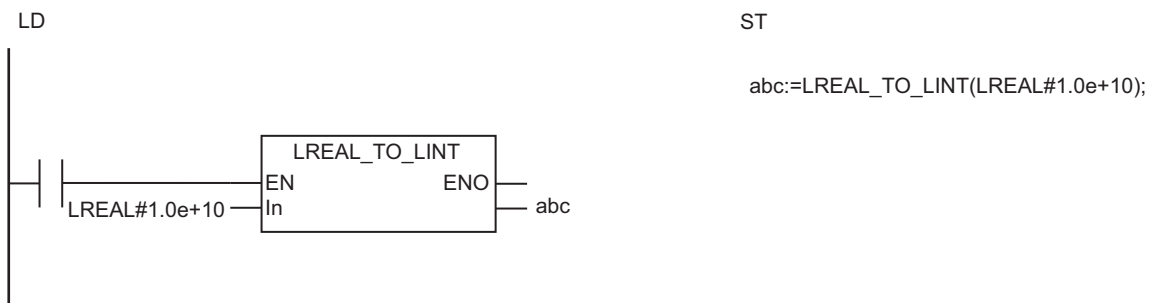 LD
ST
abc:=LREAL_TO_LINT(LREAL#1.0e+10);
LREAL_TO_LINT
EN ENO
LREAL#1.0e+10 In abc